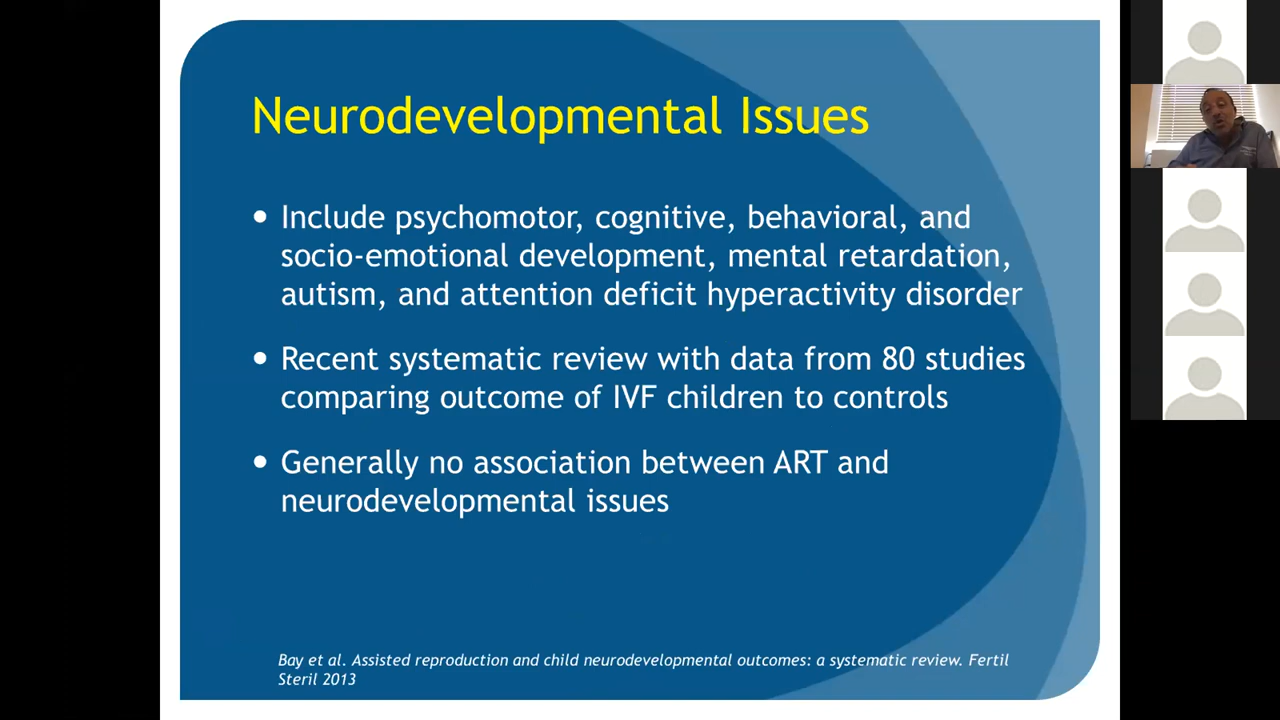 Neurodevelopmental Issues
• Include psychomotor, cognitive, behavioral, and
socio-emotional development, mental retardation,
autism, and attention deficit hyperactivity disorder
• Recent systematic review with data from 80 studies
comparing outcome of IVF children to controls
• Generally no association between ART and
neurodevelopmental issues
Bay et al. Assisted reproduction and child neurodevelopmental outcomes: a systematic review. Fertil
Steril 2013